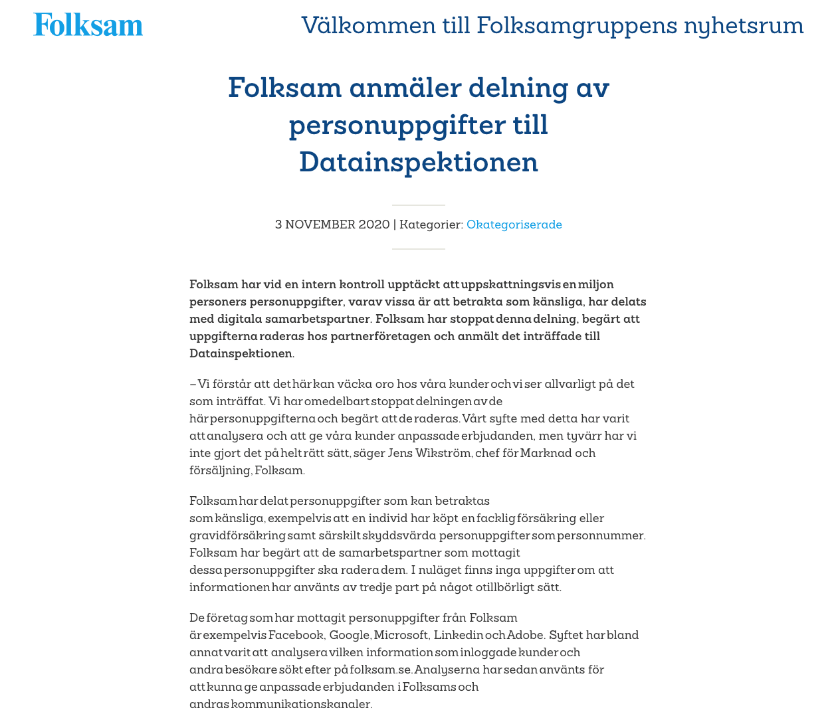 Folksam
Välkommen till Folksamgruppens nyhetsrum
Folksam anmäler delning av
personuppgifter till
Datainspektionen
3 NOVEMBER 2020 | Kategorier: Okategoriserade
Folksam har vid en intern kontroll upptäckt att uppskattningsvis en miljon
personers personuppgifter, varav vissa är att betrakta som känsliga, har delats
med digitala samarbetspartner. Folksam har stoppat denna delning, begärt att
uppgifterna raderas hos partnerföretagen och anmält det inträffade till
Datainspektionen.
– Vi förstår att det här kan väcka oro hos våra kunder och vi ser allvarligt på det
som inträffat. Vi har omedelbart stoppat delningen av de
här personuppgifterna och begärt att de raderas. Vårt syfte med detta har varit
att analysera och att ge våra kunder anpassade erbjudanden, men tyvärr har vi
inte gjort det på helt rätt sätt, säger Jens Wikström, chef för Marknad och
försäljning, Folksam.
Folksam har delat personuppgifter som kan betraktas
som känsliga, exempelvis att en individ har köpt en facklig försäkring eller
gravidförsäkring samt särskilt skyddsvärda personuppgifter som personnummer.
Folksam har begärt att de samarbetspartner som mottagit
dessa personuppgifter ska radera dem. I nuläget finns inga uppgifter om att
informationen har använts av tredje part på något otillbörligt sätt.
De företag som har mottagit personuppgifter från Folksam
är exempelvis Facebook, Google, Microsoft, Linkedin och Adobe. Syftet har bland
annat varit att analysera vilken information som inloggade kunder och
andra besökare sökt efter på folksam.se. Analyserna har sedan använts för
att kunna ge anpassade erbjudanden i Folksams och
andras kommunikationskanaler.